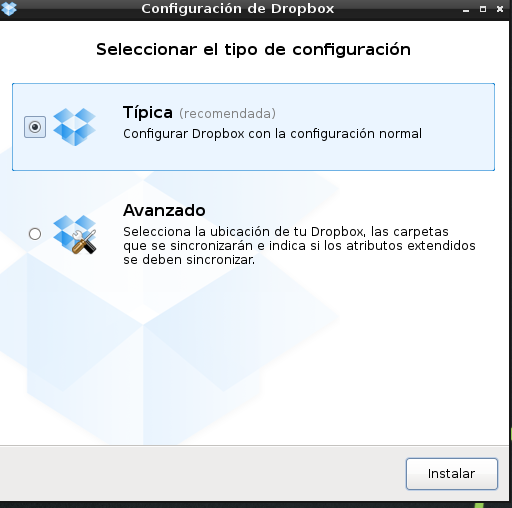 Configuración de Dropbox
Seleccionar el tipo de configuración
Típica (recomendada)
Configurar Dropbox con la configuración normal
Avanzado
Selecciona la ubicación de tu Dropbox, las carpetas
que se sincronizarán e indica si los atributos extendidos
se deben sincronizar.
Instalar